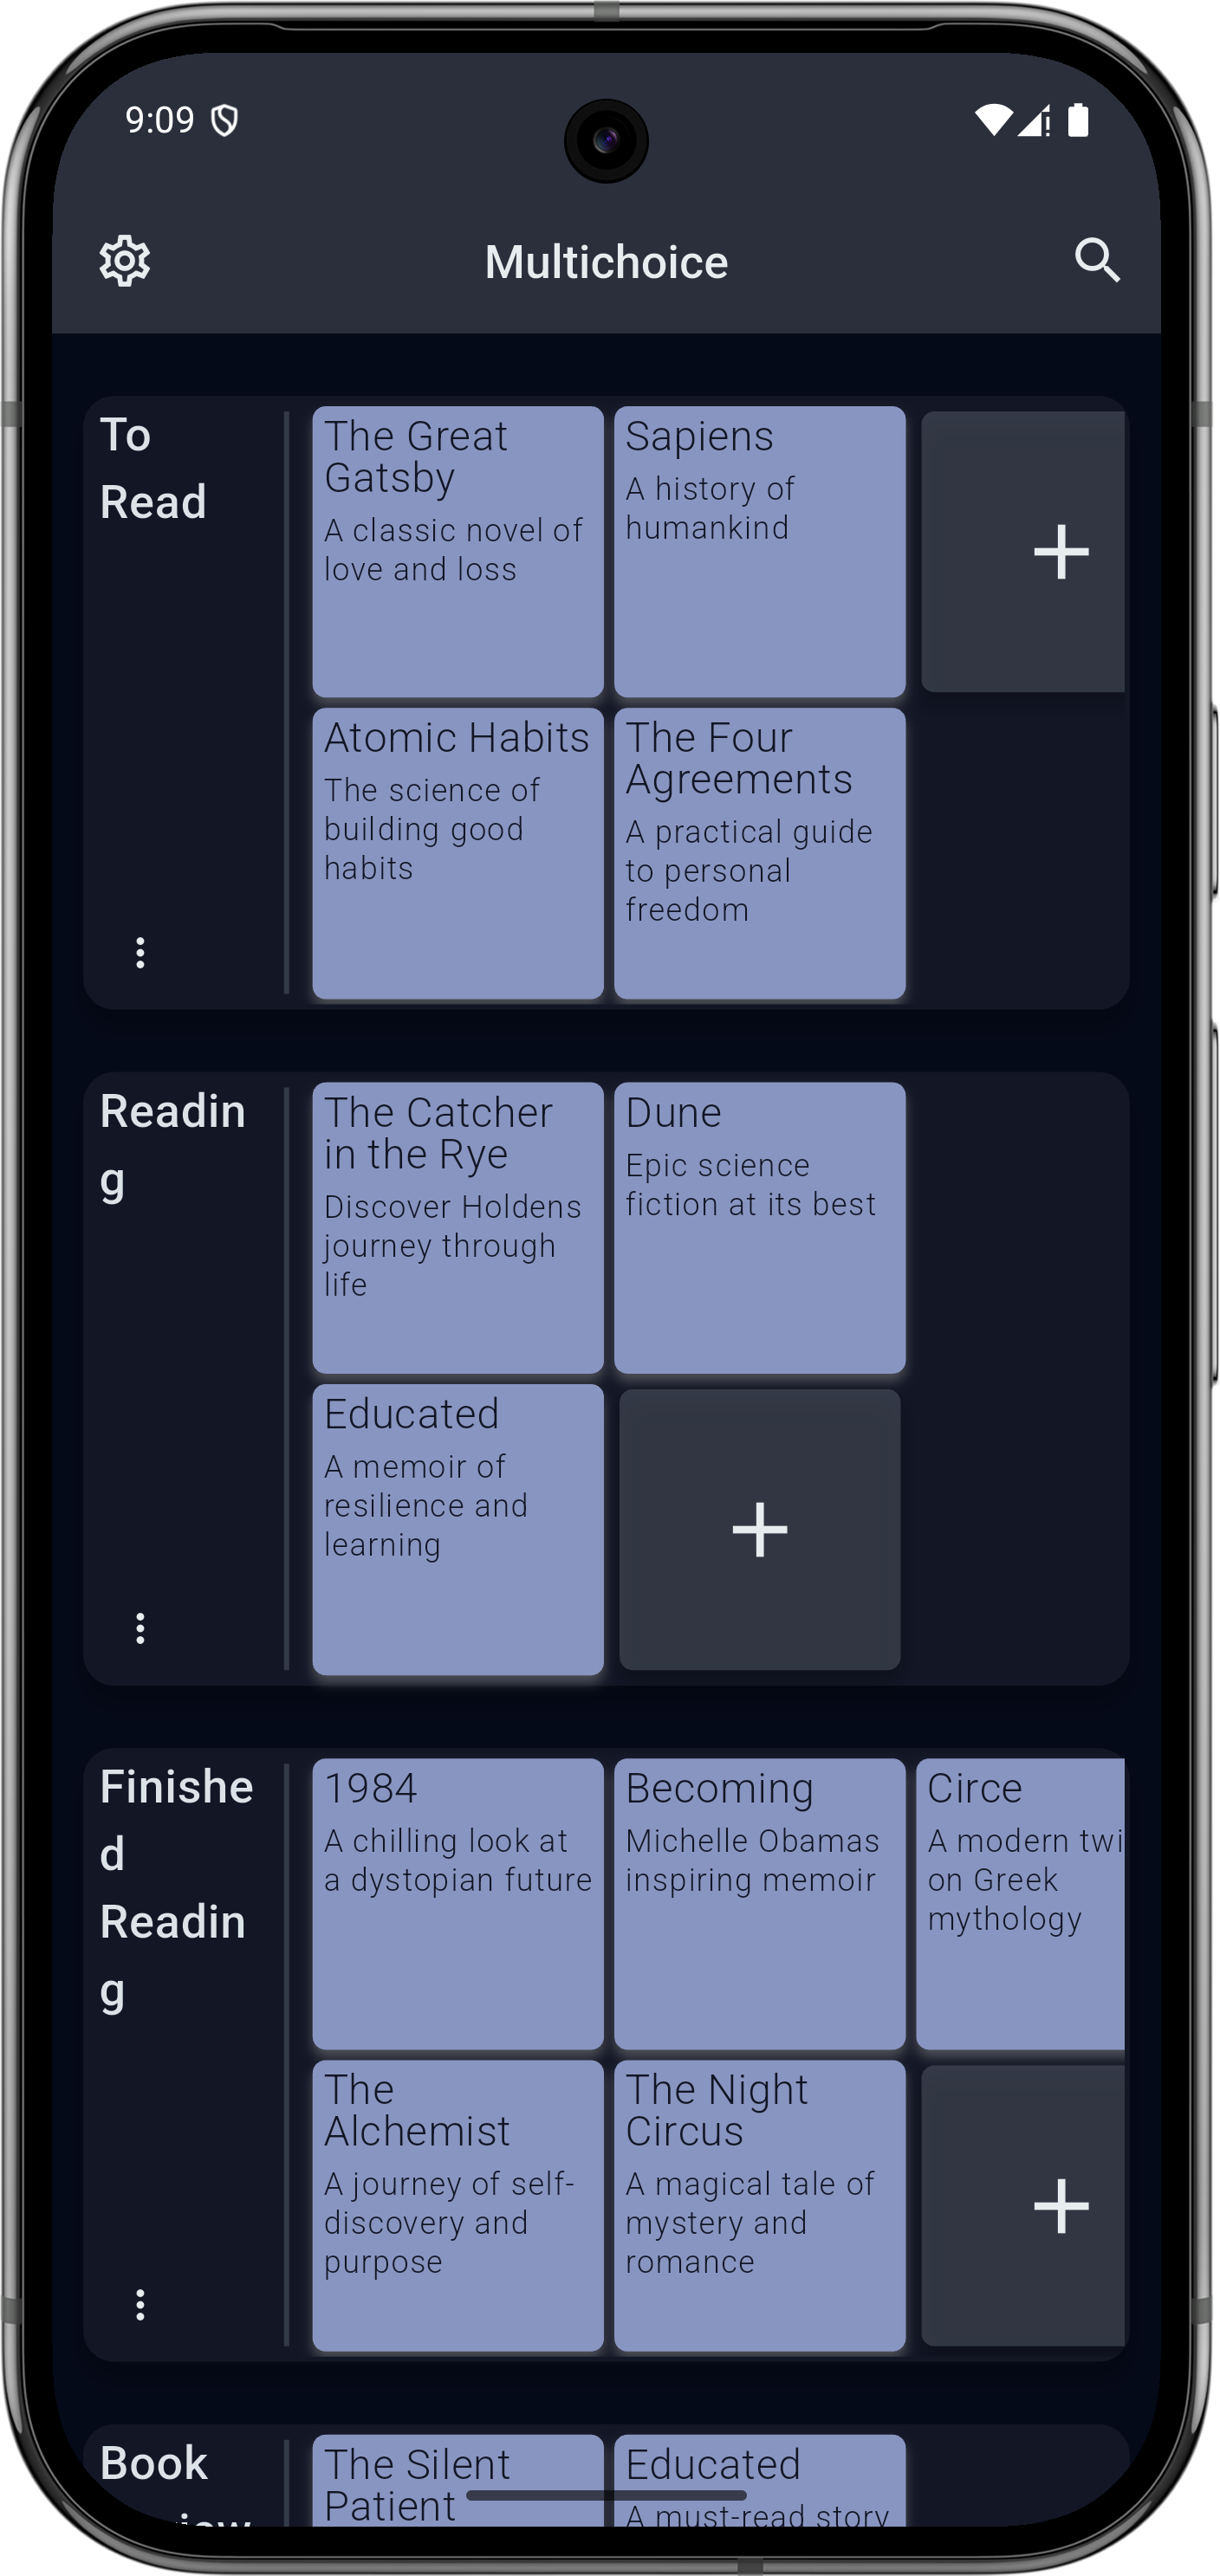 9:09
Multichoice
To
Read
The Great
Gatsby
A classic novel of
love and loss
Sapiens
A history of
humankind
Atomic Habits
The science of
building good
habits
The Four
Agreements
A practical guide
to personal
freedom
Readin
g
The Catcher
in the Rye
Discover Holdens
journey through
life
Dune
Epic science
fiction at its best
Educated
A memoir of
resilience and
learning
Finishe
d
Readin
g
1984
A chilling look at
a dystopian future
Becoming
Michelle Obamas
inspiring memoir
Circe
A modern twi
on Greek
mythology
The
Alchemist
A journey of self-
discovery and
purpose
The Night
Circus
A magical tale of
mystery and
romance
Book
The Silent
Patient
Educated
A must-read story